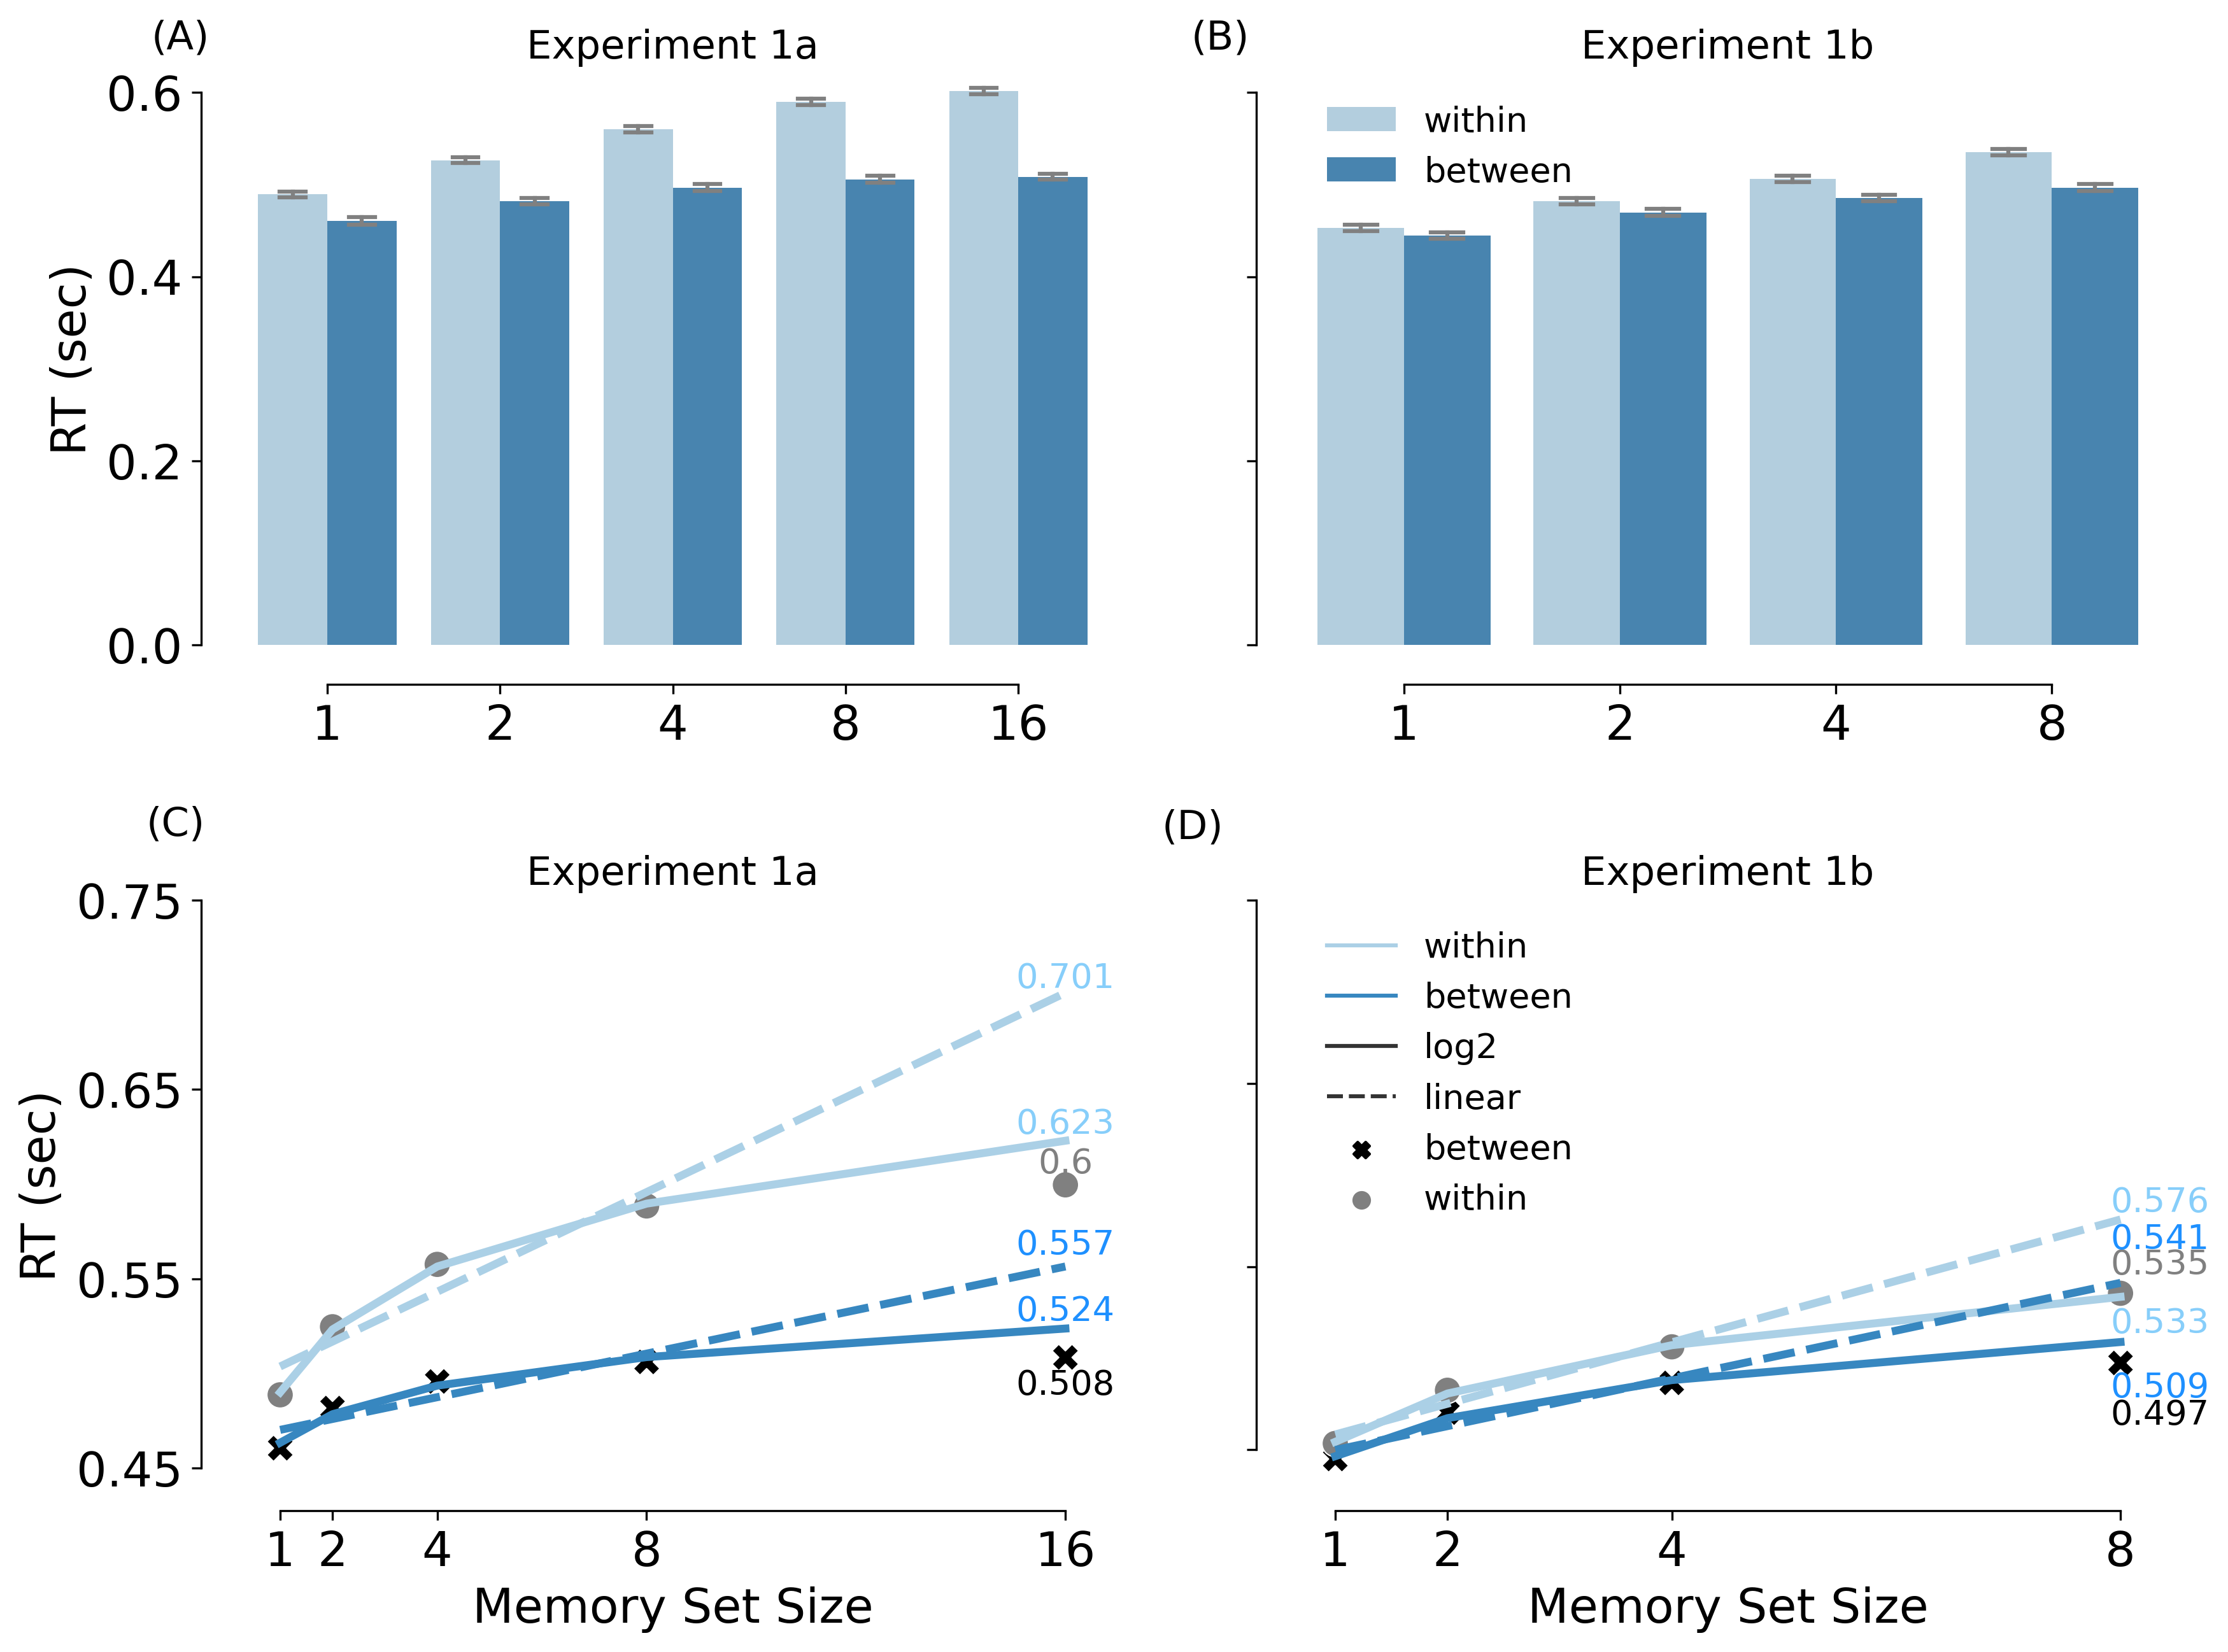 (A)
Experiment 1a
0.6
0.4
0.2
0.0
RT (sec)
1 2 4 8 16
(B)
Experiment 1b
within
between
1 2 4 8
(C)
Experiment 1a
0.75
0.65
0.55
0.45
RT (sec)
0.701
0.623
0.6
0.557
0.524
0.508
1 2 4 8 16
Memory Set Size
(D)
Experiment 1b
within
between
log2
linear
between
within
0.576
0.541
0.535
0.533
0.509
0.497
1 2 4 8
Memory Set Size